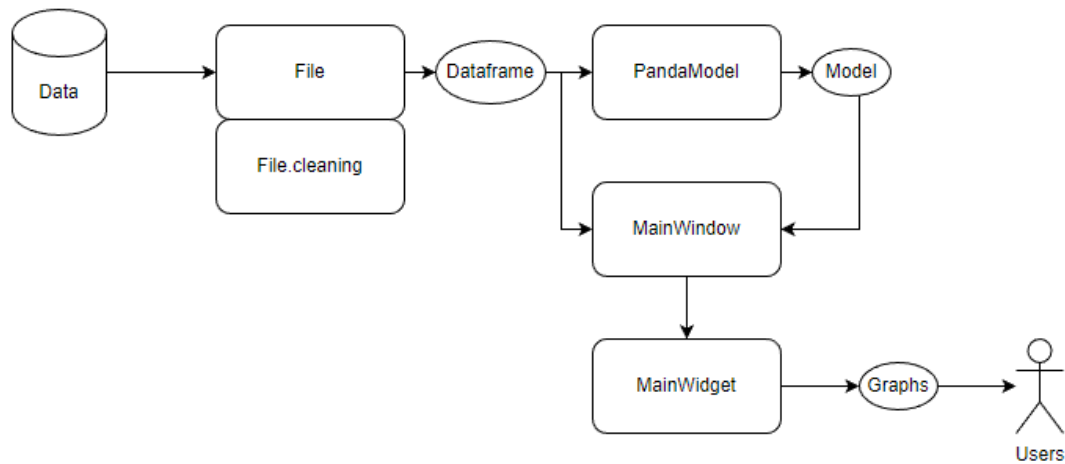 Data
File
Dataframe
PandaModel
Model
File.cleaning
MainWindow
MainWidget
Graphs
Users